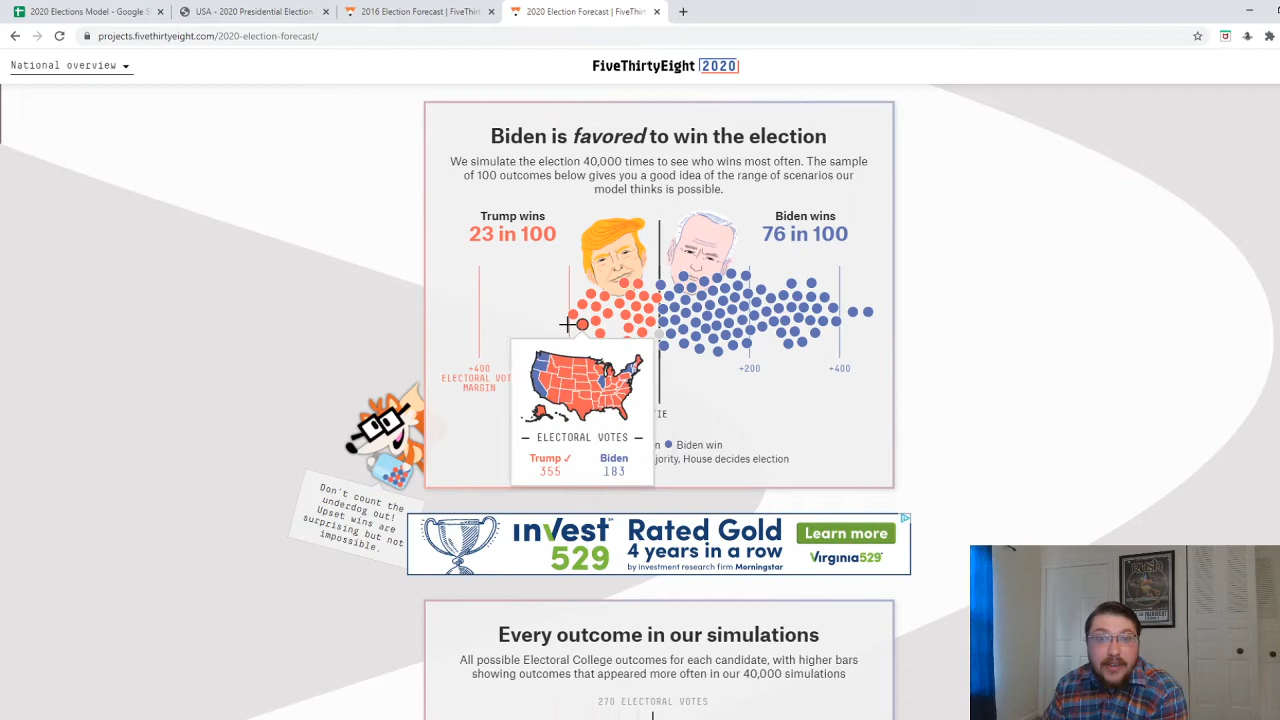 2020 Elections Model - Google S
USA - 2020 Presidential Election
2016 Election Forecast | FiveThir
2020 Election Forecast | FiveThir
projects.fivethirtyeight.com/2020-election-forecast/
National overview
FiveThirtyEight 2020
Biden is favored to win the election
We simulate the election 40,000 times to see who wins most often. The sample
of 100 outcomes below gives you a good idea of the range of scenarios our
model thinks is possible.
Trump wins
23 in 100
Biden wins
76 in 100
+400
ELECTORAL VOT
MARGIN
+200
+400
TIE
ELECTORAL VOTES
Trump ✓ Biden
355 183
n Biden win
jority, House decides election
Don't count the
underdog out!
Upset wins are
surprising but not
impossible.
invest
529
Rated Gold
4 years in a row
by investment research firm Morningstar
Learn more
Virginia529
Every outcome in our simulations
All possible Electoral College outcomes for each candidate, with higher bars
showing outcomes that appeared more often in our 40,000 simulations
270 ELECTORAL VOTES
RUSH